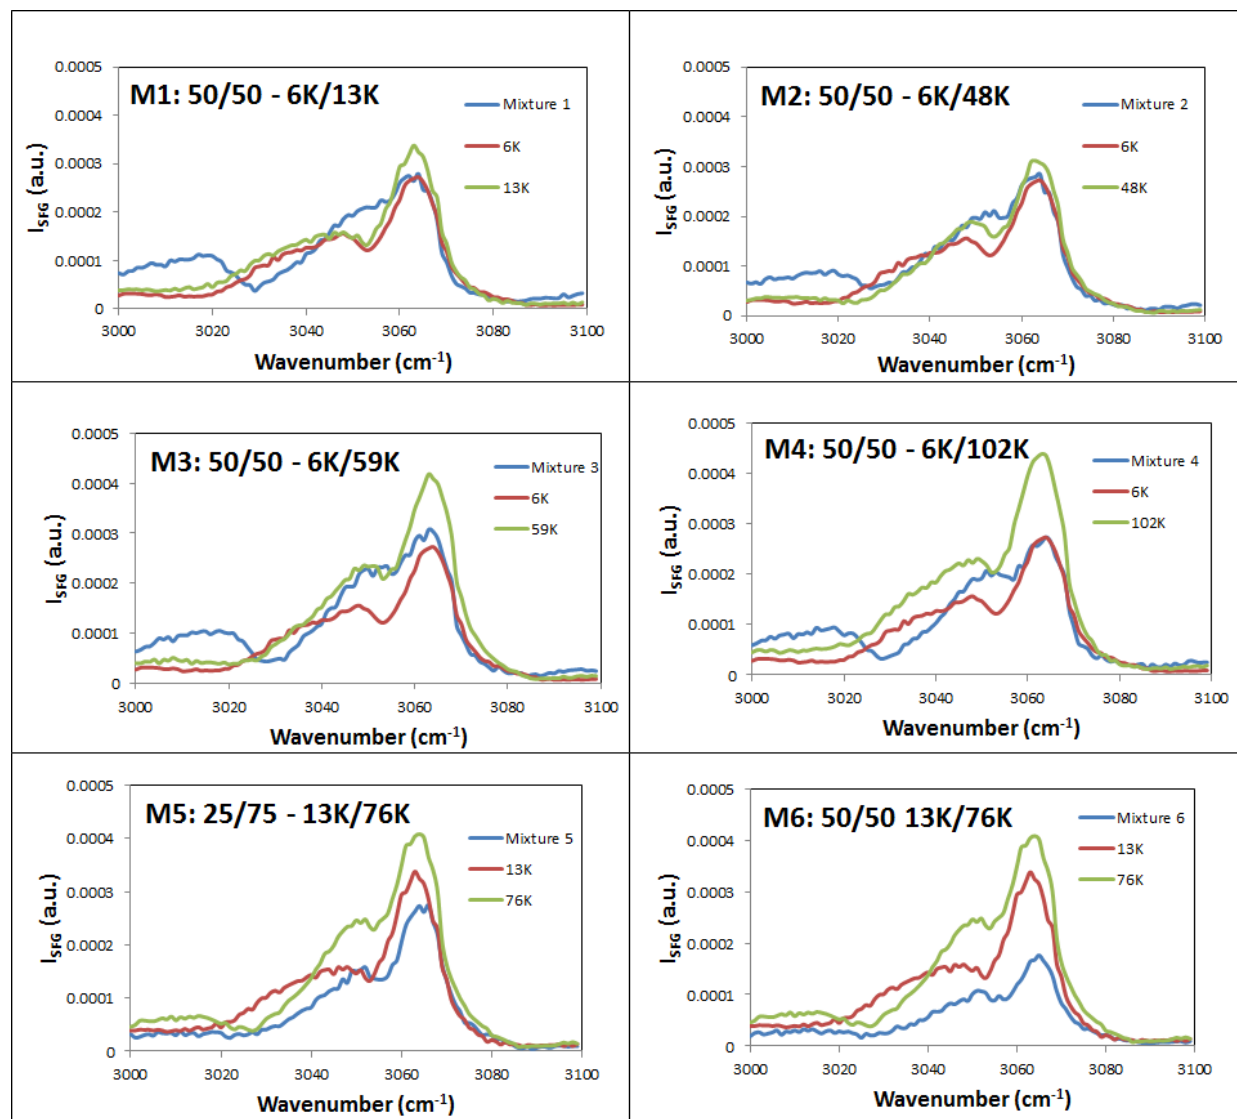 M1: 50/50 - 6K/13K
0.0005
0.0004
0.0003
0.0002
0.0001
0
I_SFG (a.u.)
Mixture 1
6K
13K
3000 3020 3040 3060 3080 3100
Wavenumber (cm⁻¹)
M2: 50/50 - 6K/48K
0.0005
0.0004
0.0003
0.0002
0.0001
0
I_SFG (a.u.)
Mixture 2
6K
48K
3000 3020 3040 3060 3080 3100
Wavenumber (cm⁻¹)
M3: 50/50 - 6K/59K
0.0005
0.0004
0.0003
0.0002
0.0001
0
I_SFG (a.u.)
Mixture 3
6K
59K
3000 3020 3040 3060 3080 3100
Wavenumber (cm⁻¹)
M4: 50/50 - 6K/102K
0.0005
0.0004
0.0003
0.0002
0.0001
0
I_SFG (a.u.)
Mixture 4
6K
102K
3000 3020 3040 3060 3080 3100
Wavenumber (cm⁻¹)
M5: 25/75 - 13K/76K
0.0005
0.0004
0.0003
0.0002
0.0001
0
I_SFG (a.u.)
Mixture 5
13K
76K
3000 3020 3040 3060 3080 3100
Wavenumber (cm⁻¹)
M6: 50/50 13K/76K
0.0005
0.0004
0.0003
0.0002
0.0001
0
I_SFG (a.u.)
Mixture 6
13K
76K
3000 3020 3040 3060 3080 3100
Wavenumber (cm⁻¹)